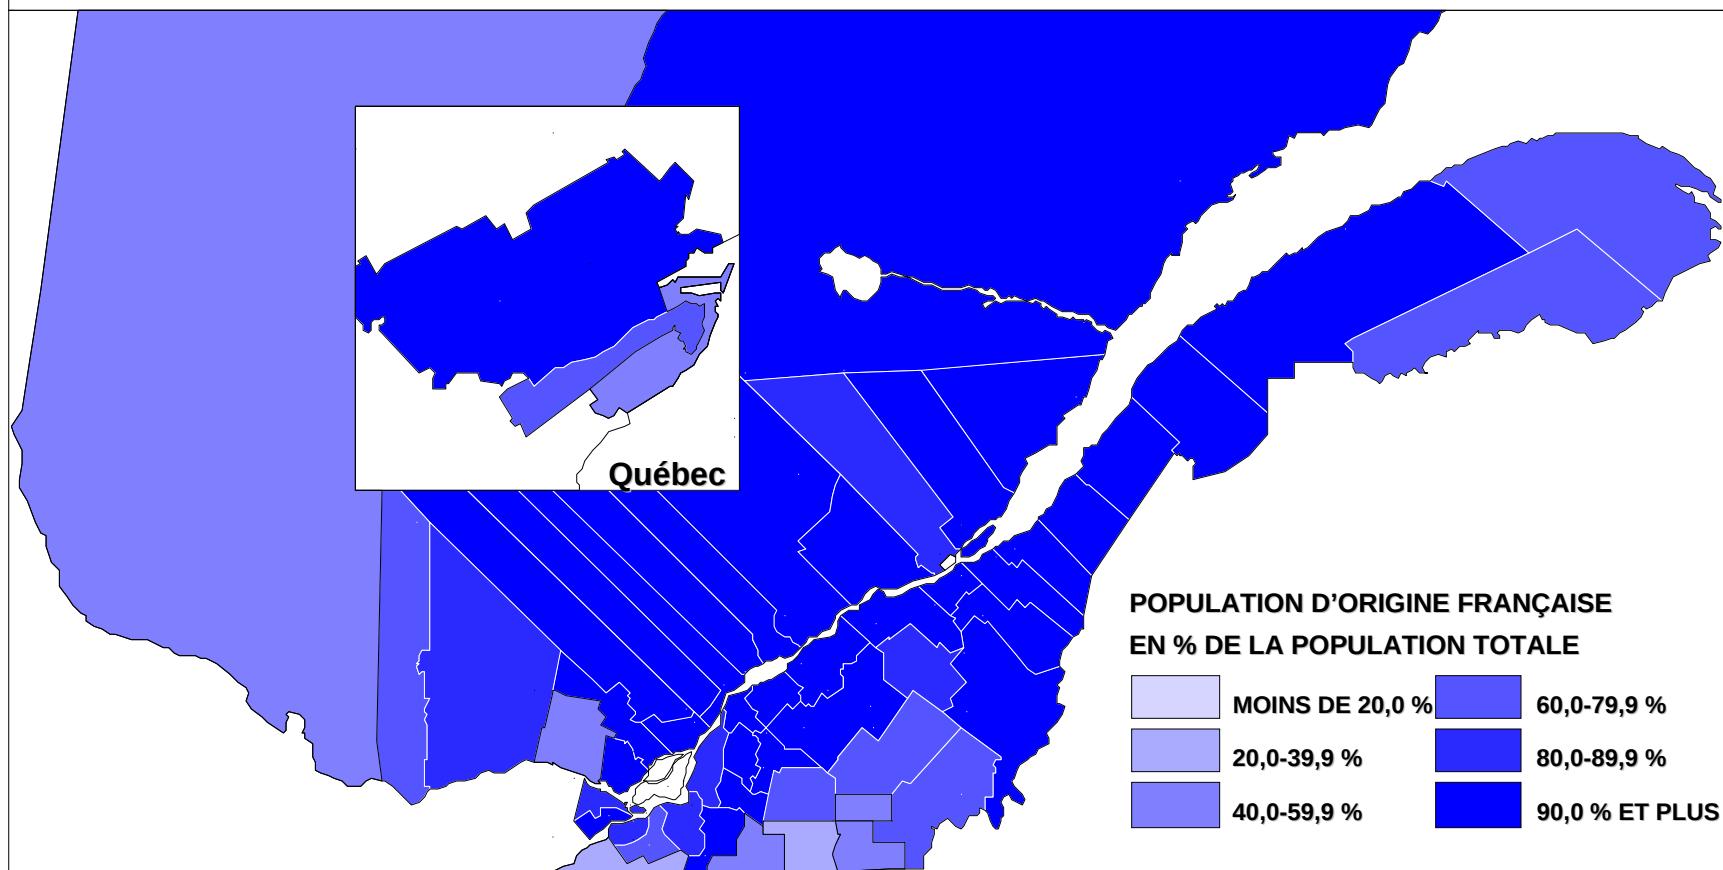 Québec
POPULATION D’ORIGINE FRANÇAISE
EN % DE LA POPULATION TOTALE
MOINS DE 20,0 %
60,0-79,9 %
20,0-39,9 %
80,0-89,9 %
40,0-59,9 %
90,0 % ET PLUS